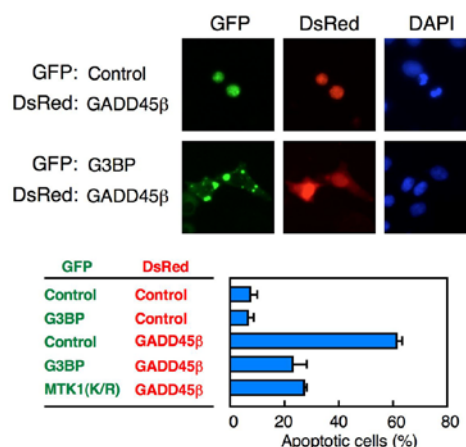 GFP DsRed DAPI
GFP: Control
DsRed: GADD45β
GFP: G3BP
DsRed: GADD45β
GFP DsRed
Control Control
G3BP Control
Control GADD45β
G3BP GADD45β
MTK1(K/R) GADD45β
0 20 40 60 80
Apoptotic cells (%)